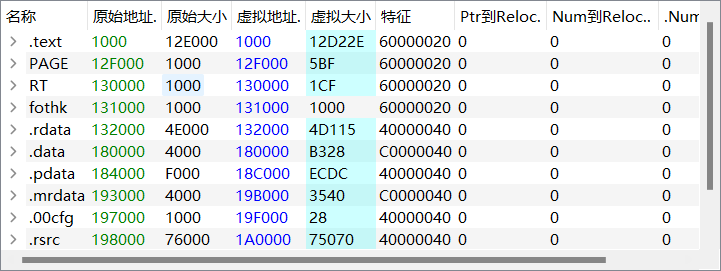 名称 原始地址. 原始大小 虚拟地址. 虚拟大小 特征 Ptr到Reloc. Num到Reloc.. .Num
.text 1000 12E000 1000 12D22E 60000020 0 0 0
PAGE 12F000 1000 12F000 5BF 60000020 0 0 0
RT 130000 1000 130000 1CF 60000020 0 0 0
fothk 131000 1000 131000 1000 60000020 0 0 0
.rdata 132000 4E000 132000 4D115 40000040 0 0 0
.data 180000 4000 180000 B328 C0000040 0 0 0
.pdata 184000 F000 18C000 ECDC 40000040 0 0 0
.mrdata 193000 4000 19B000 3540 C0000040 0 0 0
.00cfg 197000 1000 19F000 28 40000040 0 0 0
.rsrc 198000 76000 1A0000 75070 40000040 0 0 0